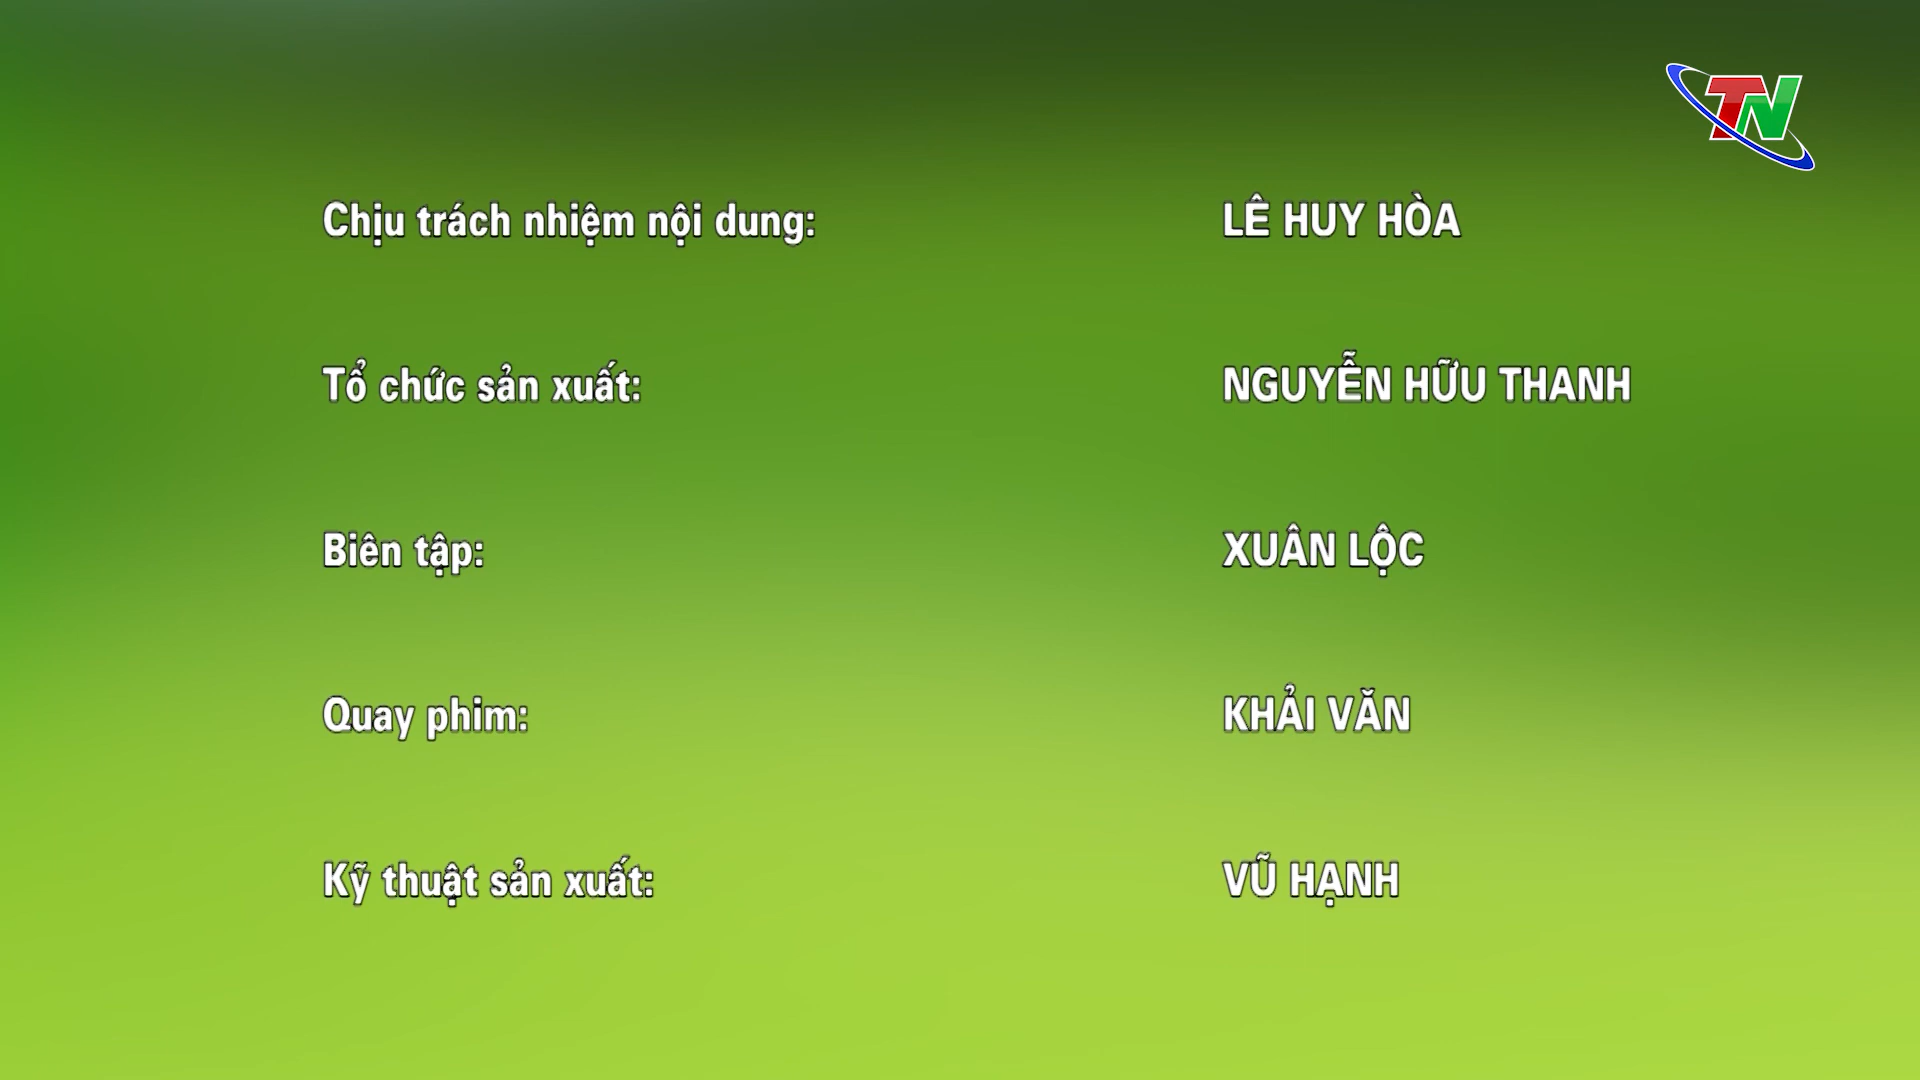 TN
Chịu trách nhiệm nội dung: LÊ HUY HÒA
Tổ chức sản xuất: NGUYỄN HỮU THANH
Biên tập: XUÂN LỘC
Quay phim: KHẢI VĂN
Kỹ thuật sản xuất: VŨ HẠNH